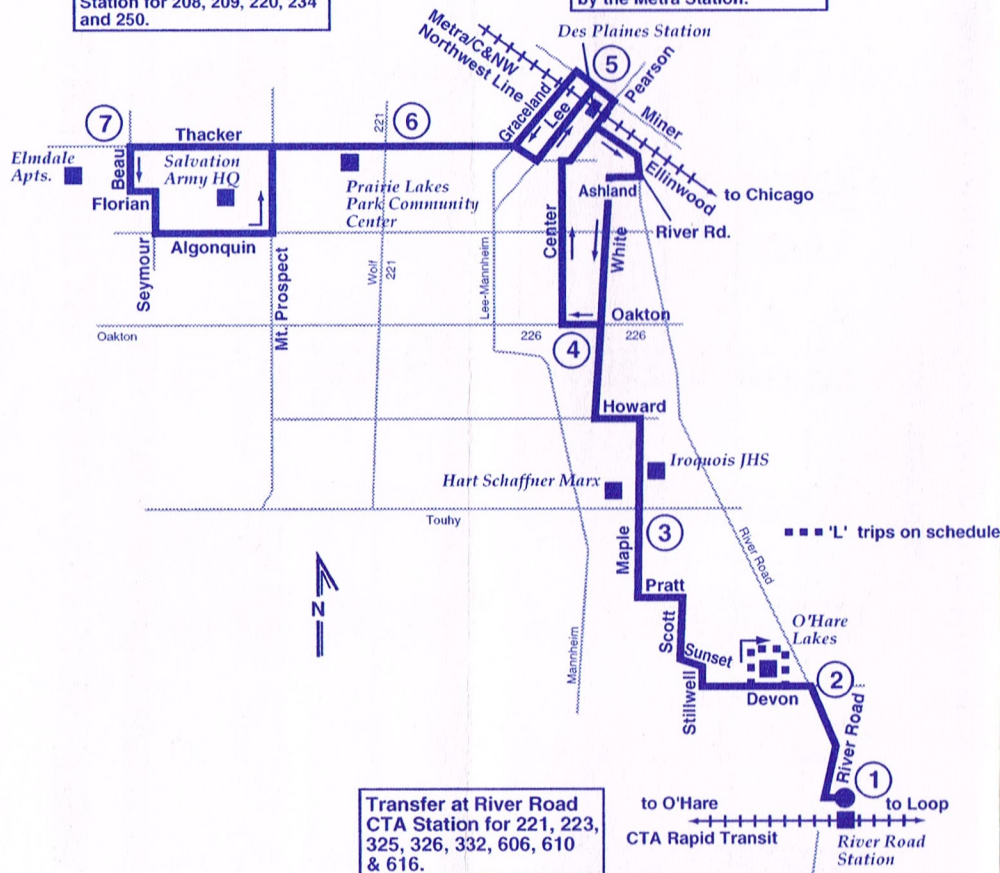 Station for 208, 209, 220, 234
and 250.
by the Metra Station.
Des Plaines Station
Metra/C&NW
Northwest Line
5
Pearson
Graceland
Lee
Miner
Ellinwood
to Chicago
7
Thacker
221
6
Elmdale
Apts.
Beau
Salvation
Army HQ
Prairie Lakes
Park Community
Center
Florian
Ashland
River Rd.
Algonquin
Seymour
Mt. Prospect
Wolf
221
Lee-Mannheim
Center
White
Oakton
Oakton
226
226
4
Howard
Iroquois JHS
Hart Schaffner Marx
Touhy
3
Maple
River Road
'L' trips on schedule
Pratt
N
Scott
O'Hare
Lakes
Mannheim
Sunset
Stillwell
Devon
2
River Road
1
Transfer at River Road
CTA Station for 221, 223,
325, 326, 332, 606, 610
& 616.
to O'Hare
to Loop
CTA Rapid Transit
River Road
Station